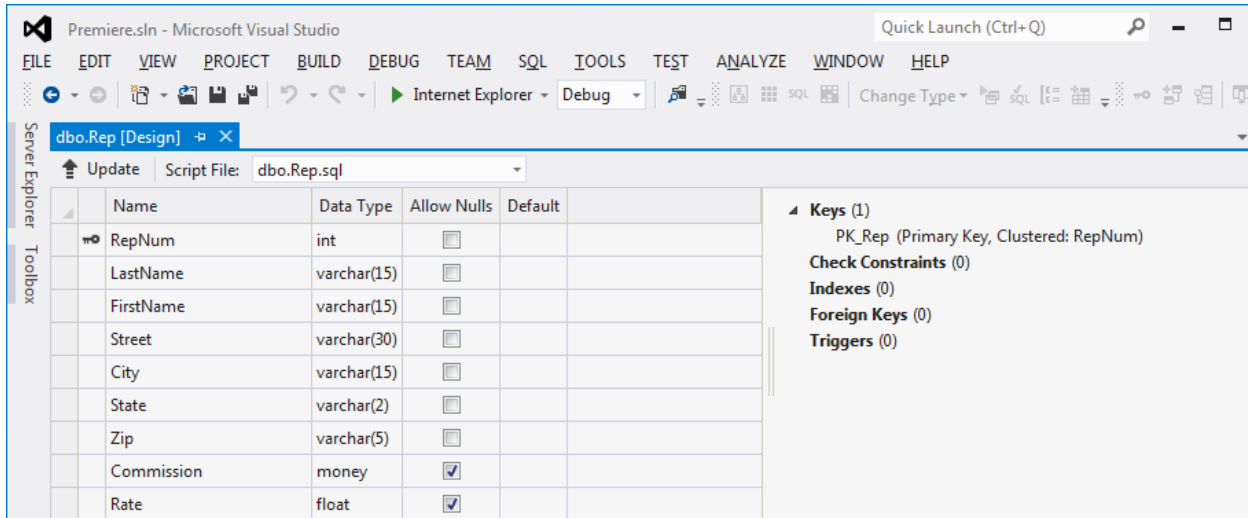 Premiere.sln - Microsoft Visual Studio
Quick Launch (Ctrl+Q)
FILE EDIT VIEW PROJECT BUILD DEBUG TEAM SQL TOOLS TEST ANALYZE WINDOW HELP
Internet Explorer Debug SQL Change Type SQL
Server Explorer
Toolbox
dbo.Rep [Design]
Update Script File: dbo.Rep.sql
Name Data Type Allow Nulls Default
RepNum int
LastName varchar(15)
FirstName varchar(15)
Street varchar(30)
City varchar(15)
State varchar(2)
Zip varchar(5)
Commission money
Rate float
Keys (1)
PK_Rep (Primary Key, Clustered: RepNum)
Check Constraints (0)
Indexes (0)
Foreign Keys (0)
Triggers (0)